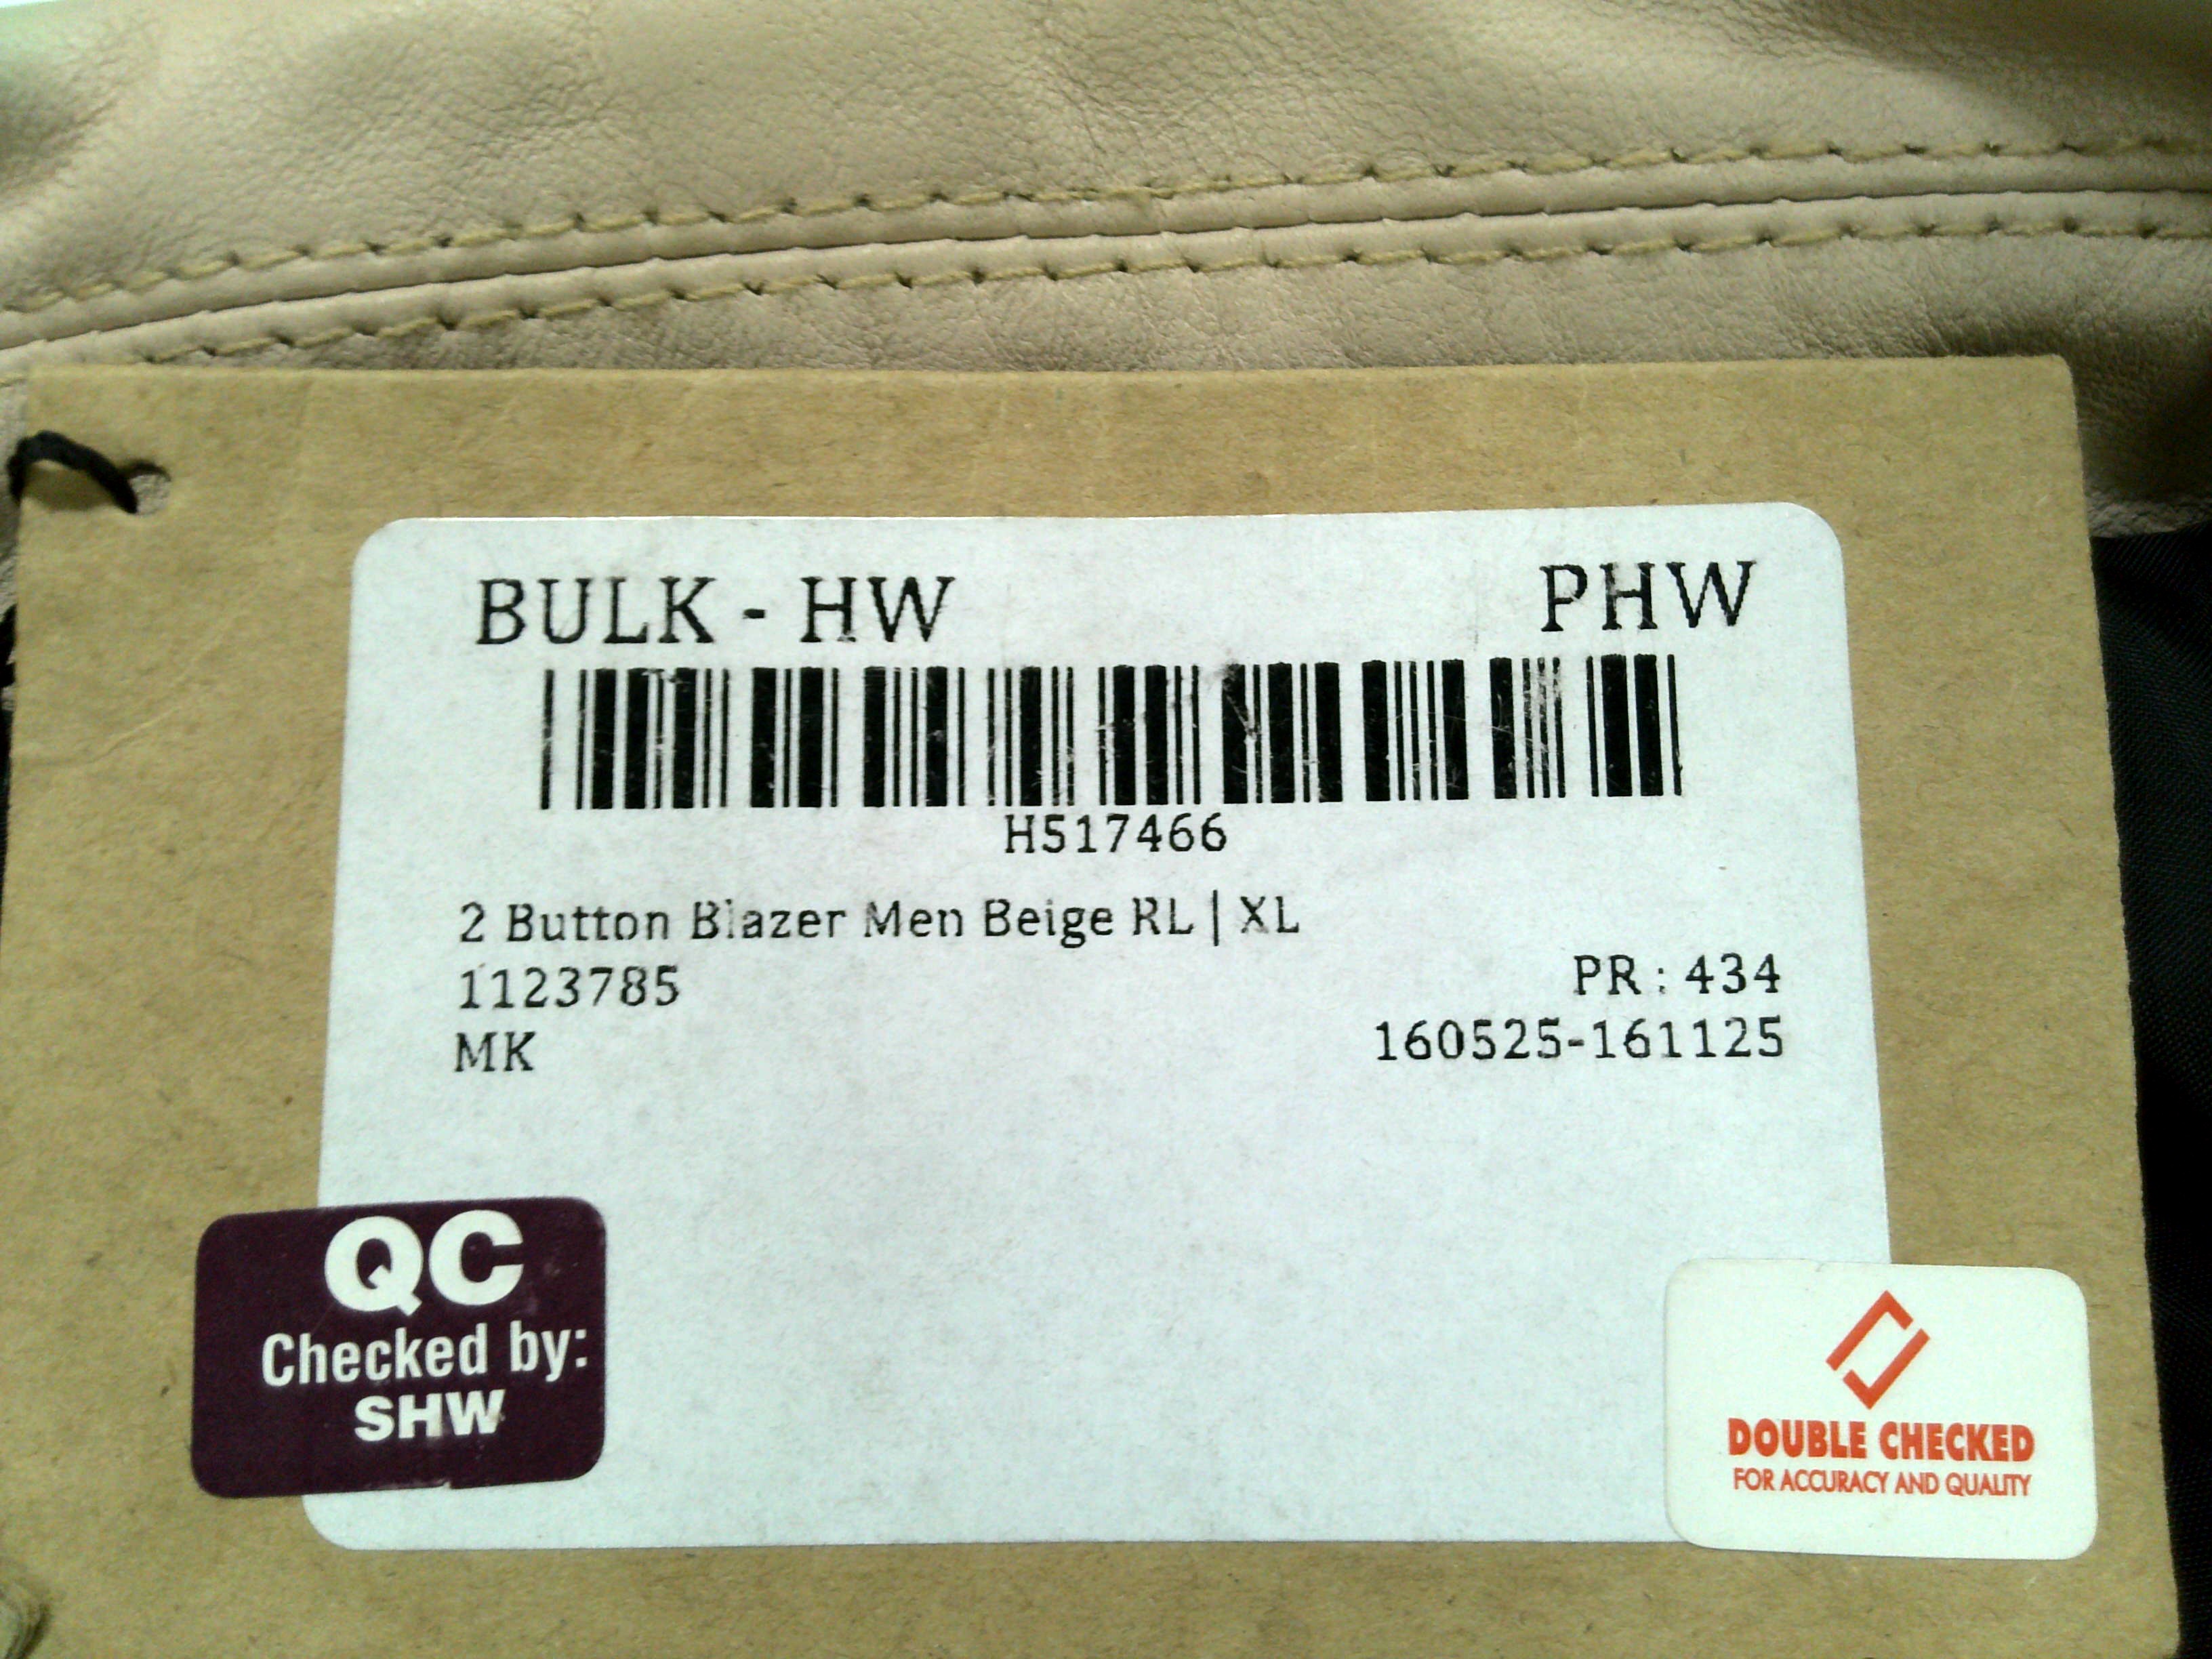 BULK - HW PHW
H517466
2 Button Blazer Men Beige RL | XL
1123785 PR : 434
MK 160525-161125
QC
Checked by:
SHW
DOUBLE CHECKED
FOR ACCURACY AND QUALITY